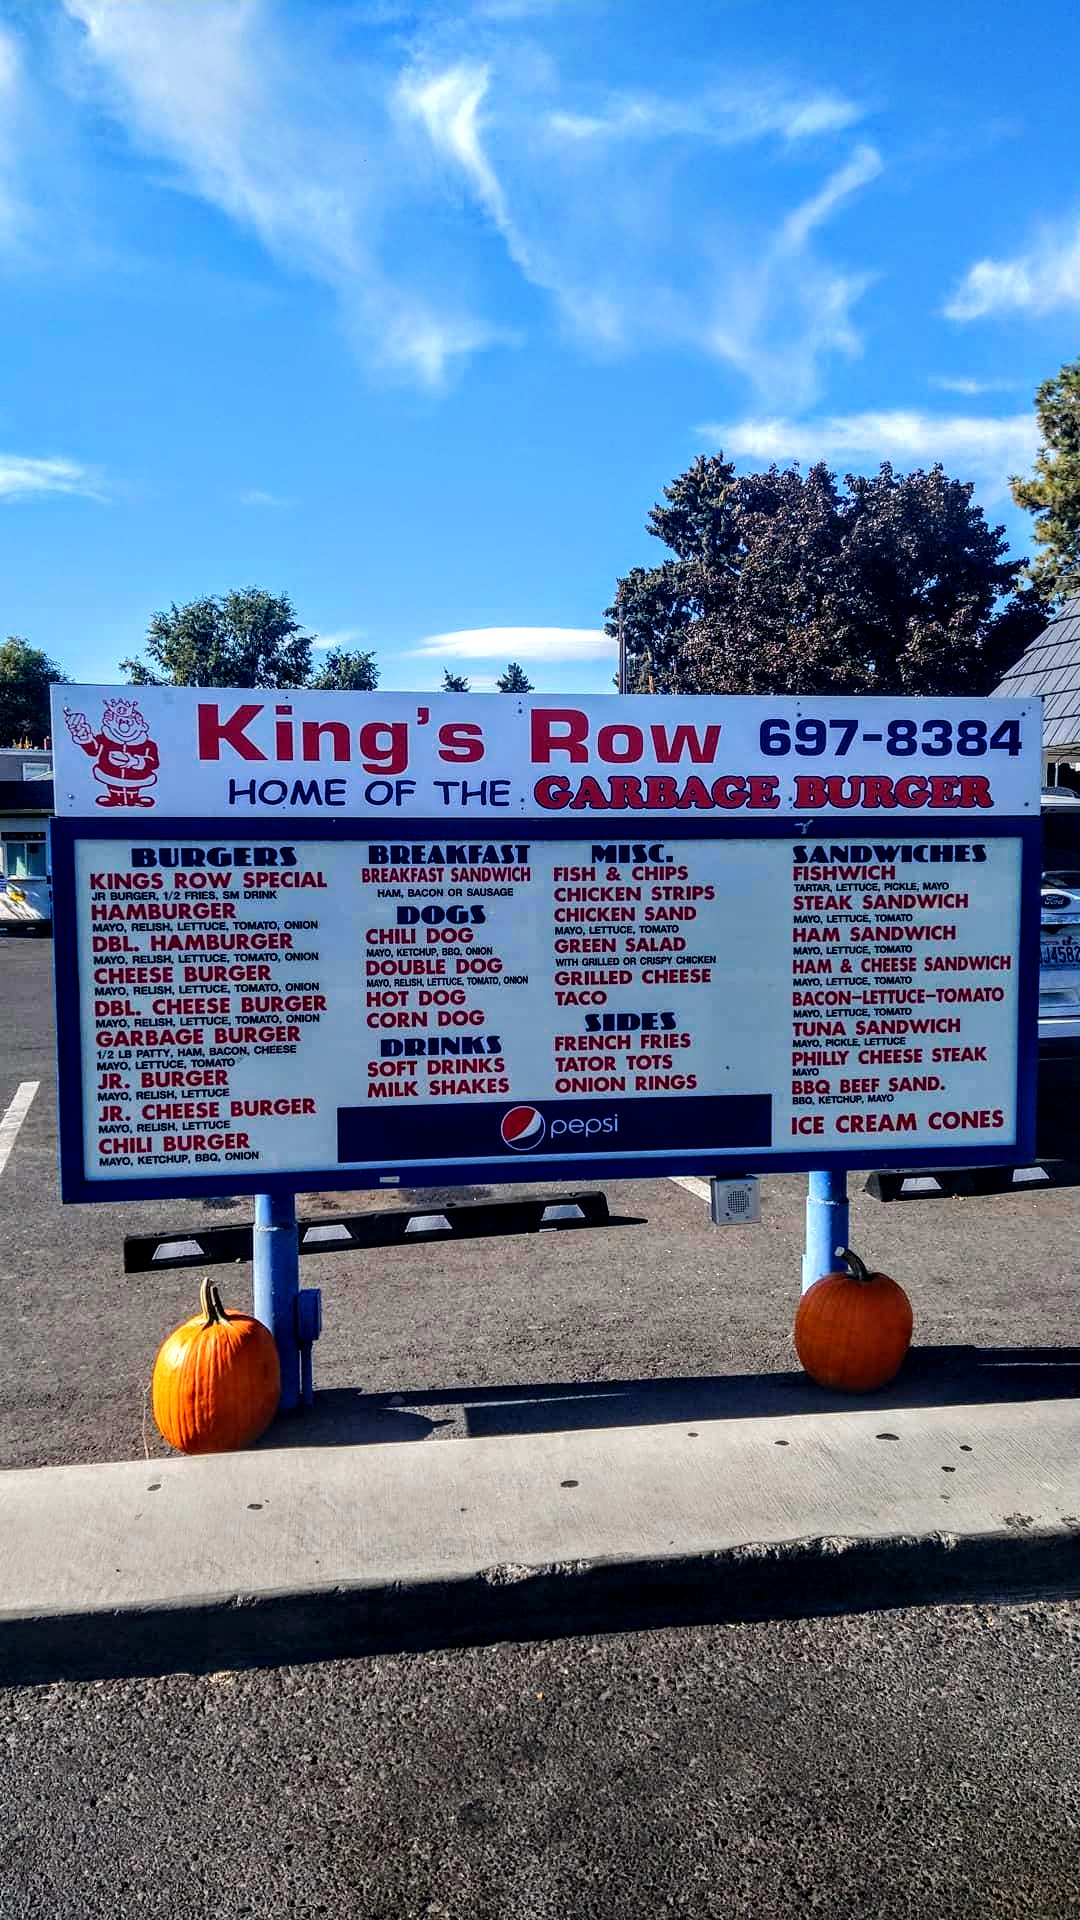 King's Row 697-8384
HOME OF THE GARBAGE BURGER
BURGERS
KINGS ROW SPECIAL
JR BURGER, 1/2 FRIES, SM DRINK
HAMBURGER
MAYO, RELISH, LETTUCE, TOMATO, ONION
DBL. HAMBURGER
MAYO, RELISH, LETTUCE, TOMATO, ONION
CHEESE BURGER
MAYO, RELISH, LETTUCE, TOMATO, ONION
DBL. CHEESE BURGER
MAYO, RELISH, LETTUCE, TOMATO, ONION
GARBAGE BURGER
1/2 LB PATTY, HAM, BACON, CHEESE
MAYO, LETTUCE, TOMATO
JR. BURGER
MAYO, RELISH, LETTUCE
JR. CHEESE BURGER
MAYO, RELISH, LETTUCE
CHILI BURGER
MAYO, KETCHUP, BBQ, ONION
BREAKFAST
BREAKFAST SANDWICH
HAM, BACON OR SAUSAGE
DOGS
CHILI DOG
MAYO, KETCHUP, BBQ, ONION
DOUBLE DOG
MAYO, RELISH, LETTUCE, TOMATO, ONION
HOT DOG
CORN DOG
DRINKS
SOFT DRINKS
MILK SHAKES
MISC.
FISH & CHIPS
CHICKEN STRIPS
CHICKEN SAND
MAYO, LETTUCE, TOMATO
GREEN SALAD
WITH GRILLED OR CRISPY CHICKEN
GRILLED CHEESE
TACO
SIDES
FRENCH FRIES
TATOR TOTS
ONION RINGS
pepsi
SANDWICHES
FISHWICH
TARTAR, LETTUCE, PICKLE, MAYO
STEAK SANDWICH
MAYO, LETTUCE, TOMATO
HAM SANDWICH
MAYO, LETTUCE, TOMATO
HAM & CHEESE SANDWICH
MAYO, LETTUCE, TOMATO
BACON-LETTUCE-TOMATO
MAYO, LETTUCE, TOMATO
TUNA SANDWICH
MAYO, PICKLE, LETTUCE
PHILLY CHEESE STEAK
MAYO
BBQ BEEF SAND.
BBQ, KETCHUP, MAYO
ICE CREAM CONES
Ford